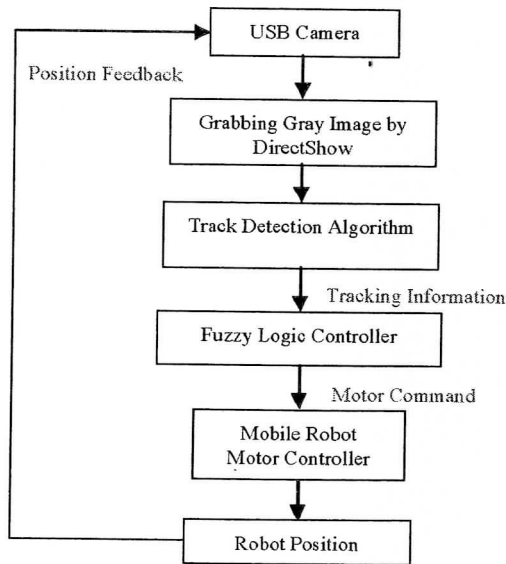 USB Camera
Position Feedback
Grabbing Gray Image by
DirectShow
Track Detection Algorithm
Tracking Information
Fuzzy Logic Controller
Motor Command
Mobile Robot
Motor Controller
Robot Position